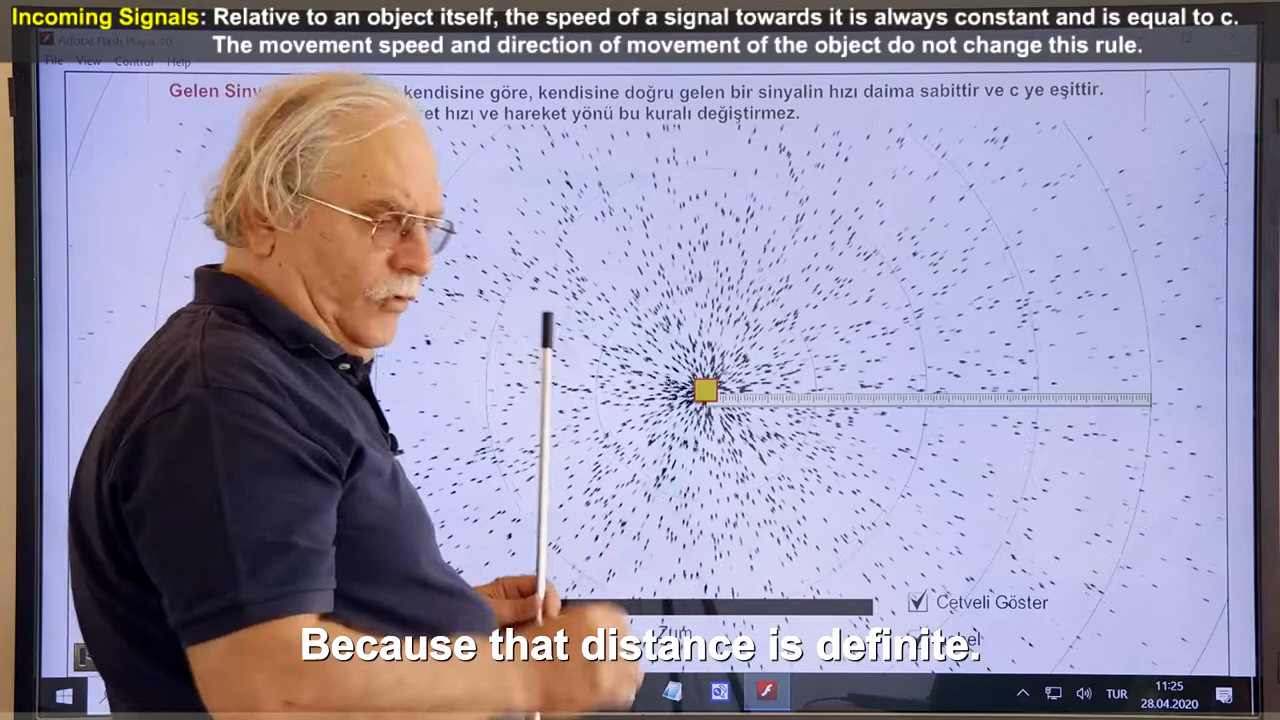 Incoming Signals: Relative to an object itself, the speed of a signal towards it is always constant and is equal to c.
The movement speed and direction of movement of the object do not change this rule.
Adobe Flash Player 10
File View Control Help
Gelen kendisine göre, kendisine doğru gelen bir sinyalin hızı daima sabittir ve c ye eşittir.
hızı ve hareket yönü bu kuralı değiştirmez.
Cetveli Göster
Because that distance is definite.
TUR
11:25
28.04.2020